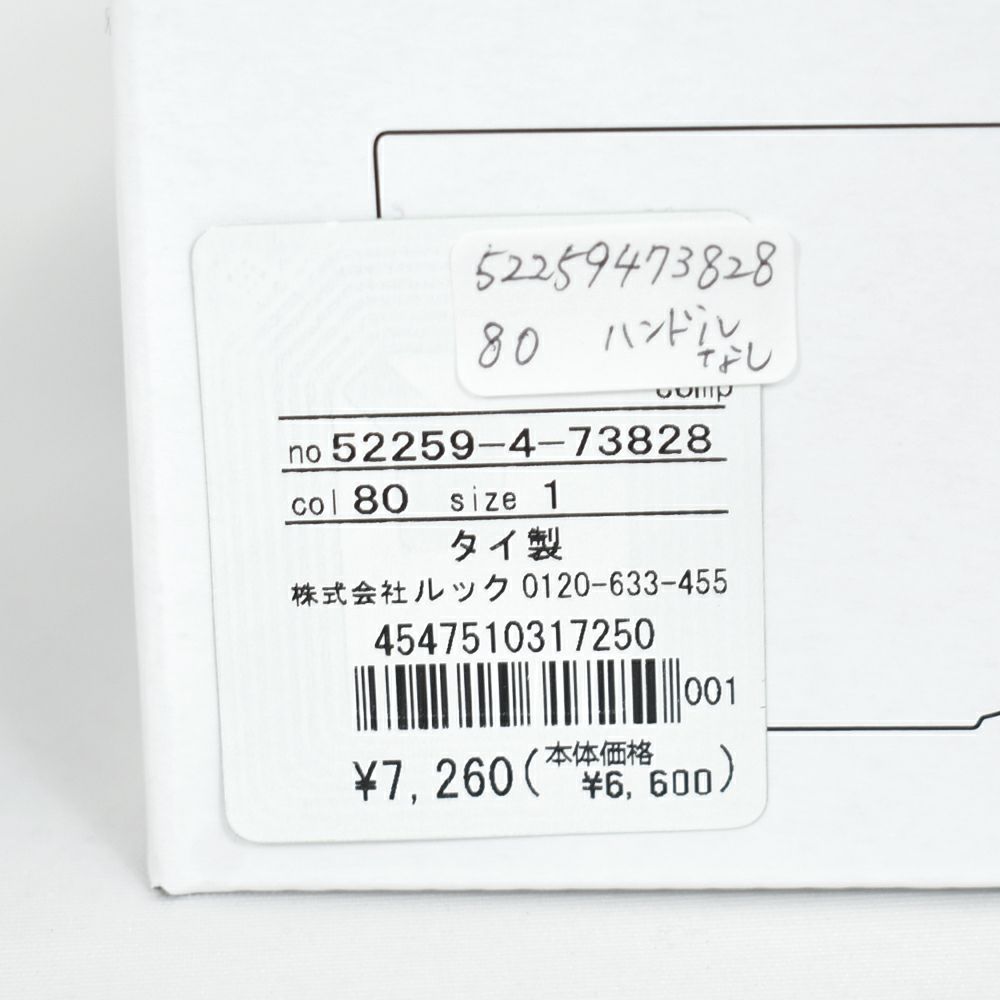 52259473828
80 ハンドル
なし
comp
no 52259-4-73828
col 80 size 1
タイ製
株式会社ルック 0120-633-455
4547510317250
001
¥7,260(本体価格
¥6,600)